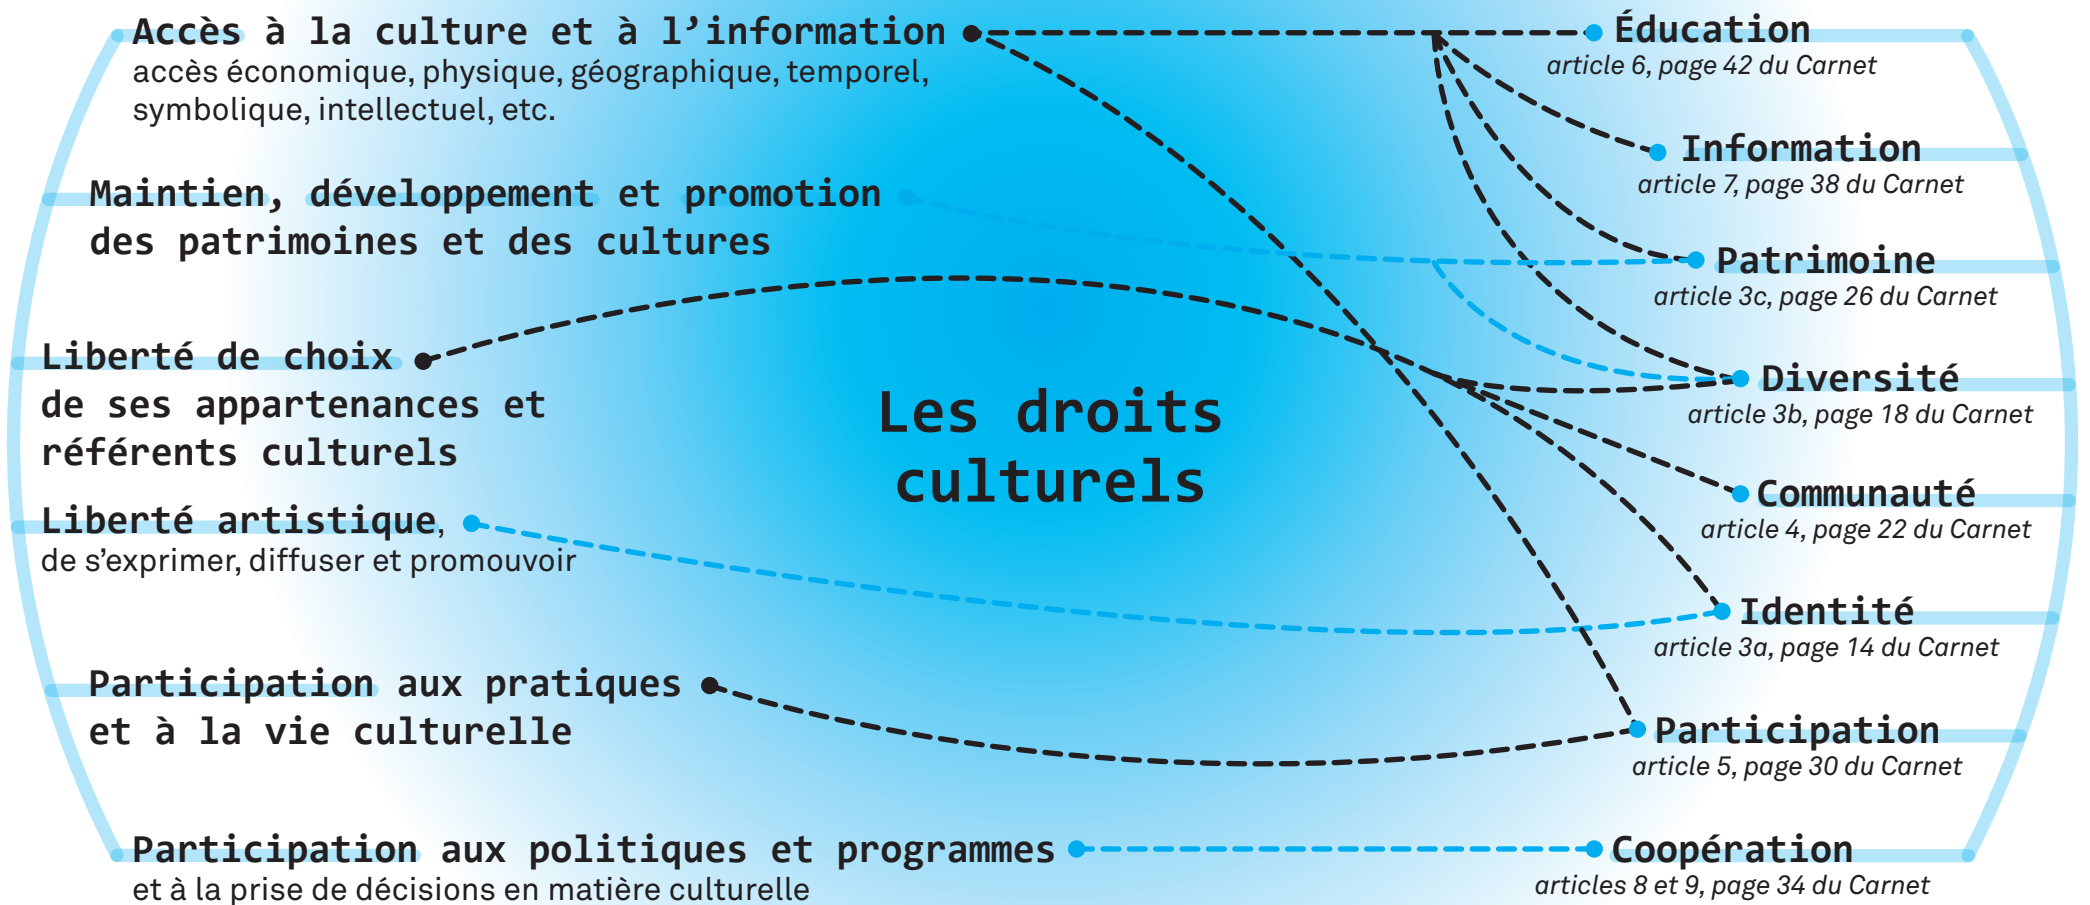 Accès à la culture et à l’information
accès économique, physique, géographique, temporel,
symbolique, intellectuel, etc.
Maintien, développement et promotion
des patrimoines et des cultures
Liberté de choix
de ses appartenances et
référents culturels
Liberté artistique,
de s’exprimer, diffuser et promouvoir
Participation aux pratiques
et à la vie culturelle
Participation aux politiques et programmes
et à la prise de décisions en matière culturelle
Les droits
culturels
Éducation
article 6, page 42 du Carnet
Information
article 7, page 38 du Carnet
Patrimoine
article 3c, page 26 du Carnet
Diversité
article 3b, page 18 du Carnet
Communauté
article 4, page 22 du Carnet
Identité
article 3a, page 14 du Carnet
Participation
article 5, page 30 du Carnet
Coopération
articles 8 et 9, page 34 du Carnet